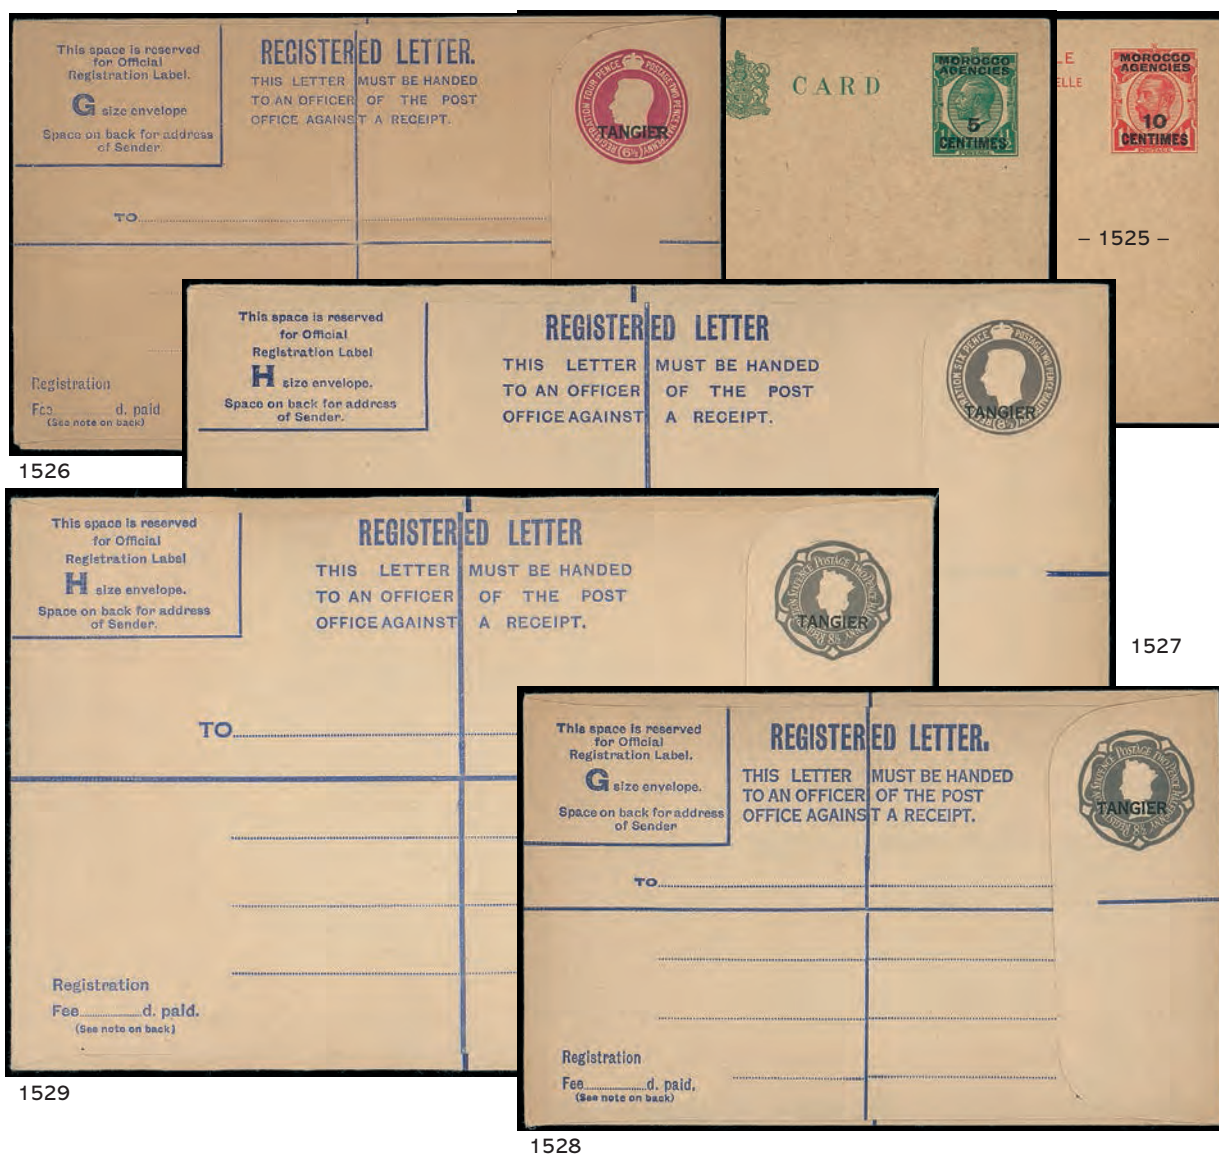 This space is reserved
for Official
Registration Label.
G size envelope
Space on back for address
of Sender.
REGISTERED LETTER.
THIS LETTER MUST BE HANDED
TO AN OFFICER OF THE POST
OFFICE AGAINST A RECEIPT.
TANGIER
TO
Registration
Fee d. paid
(See note on back)
1526
CARD
MOROCCO
AGENCIES
5
CENTIMES
LE
ELLE
MOROCCO
AGENCIES
10
CENTIMES
– 1525 –
This space is reserved
for Official
Registration Label
H size envelope.
Space on back for address
of Sender.
REGISTERED LETTER
THIS LETTER MUST BE HANDED
TO AN OFFICER OF THE POST
OFFICE AGAINST A RECEIPT.
TANGIER
1527
This space is reserved
for Official
Registration Label
H size envelope.
Space on back for address
of Sender.
REGISTERED LETTER
THIS LETTER MUST BE HANDED
TO AN OFFICER OF THE POST
OFFICE AGAINST A RECEIPT.
TANGIER
TO
Registration
Fee d. paid.
(See note on back)
1529
This space is reserved
for Official
Registration Label.
G size envelope.
Space on back for address
of Sender
REGISTERED LETTER.
THIS LETTER MUST BE HANDED
TO AN OFFICER OF THE POST
OFFICE AGAINST A RECEIPT.
TANGIER
TO
Registration
Fee d. paid.
(See note on back)
1528